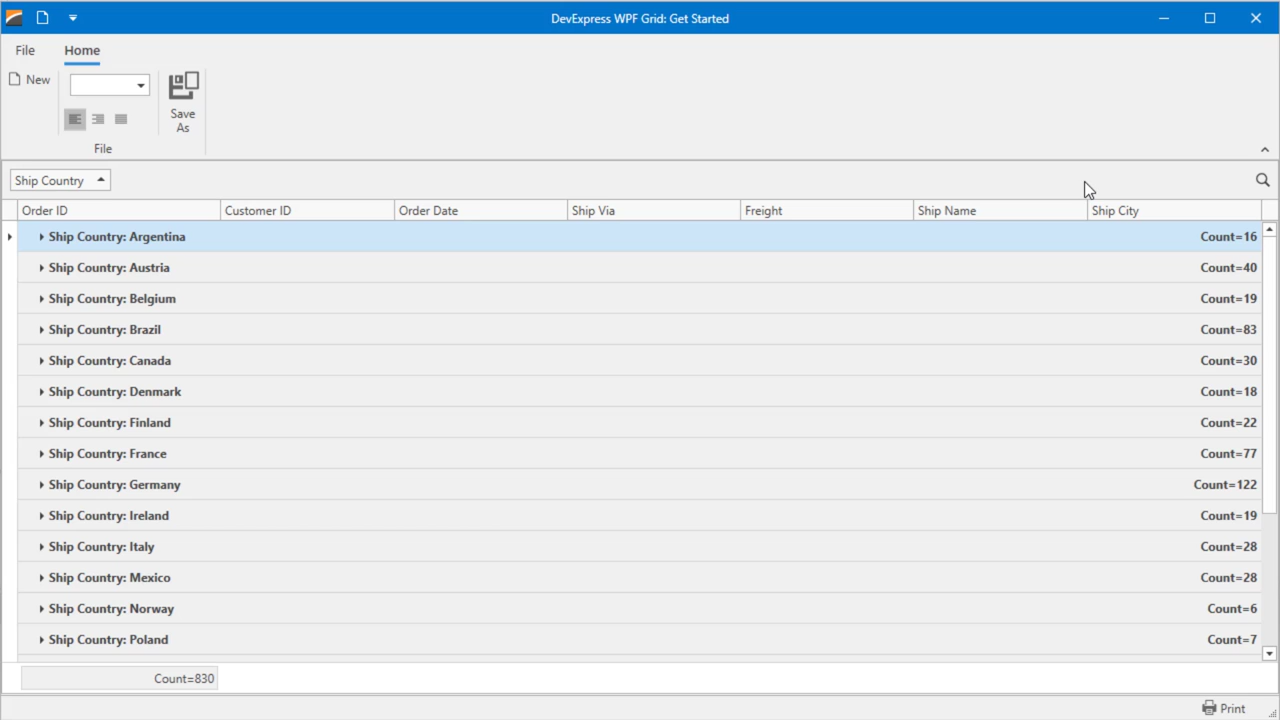 DevExpress WPF Grid: Get Started
File Home
New
Save
As
File
Ship Country
Order ID Customer ID Order Date Ship Via Freight Ship Name Ship City
Ship Country: Argentina Count=16
Ship Country: Austria Count=40
Ship Country: Belgium Count=19
Ship Country: Brazil Count=83
Ship Country: Canada Count=30
Ship Country: Denmark Count=18
Ship Country: Finland Count=22
Ship Country: France Count=77
Ship Country: Germany Count=122
Ship Country: Ireland Count=19
Ship Country: Italy Count=28
Ship Country: Mexico Count=28
Ship Country: Norway Count=6
Ship Country: Poland Count=7
Count=830
Print